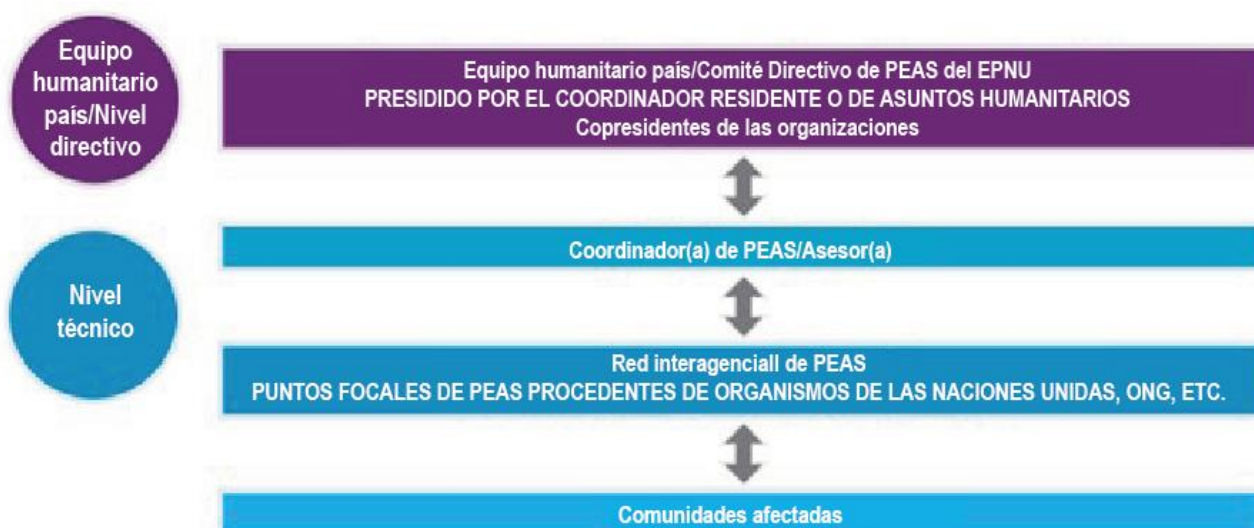 Equipo
humanitario
país/Nivel
directivo
Equipo humanitario país/Comité Directivo de PEAS del EPNU
PRESIDIDO POR EL COORDINADOR RESIDENTE O DE ASUNTOS HUMANITARIOS
Copresidentes de las organizaciones
Coordinador(a) de PEAS/Asesor(a)
Nivel
técnico
Red interagenciall de PEAS
PUNTOS FOCALES DE PEAS PROCEDENTES DE ORGANISMOS DE LAS NACIONES UNIDAS, ONG, ETC.
Comunidades afectadas